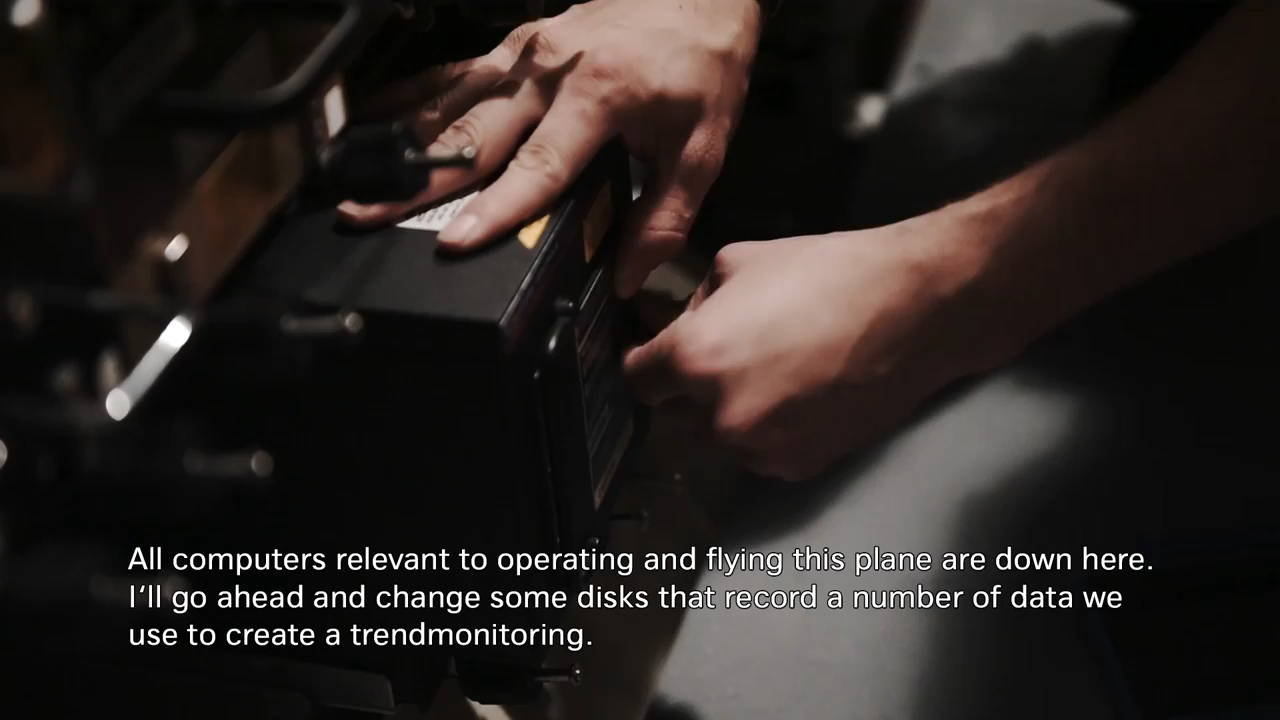 All computers relevant to operating and flying this plane are down here.
I'll go ahead and change some disks that record a number of data we
use to create a trendmonitoring.